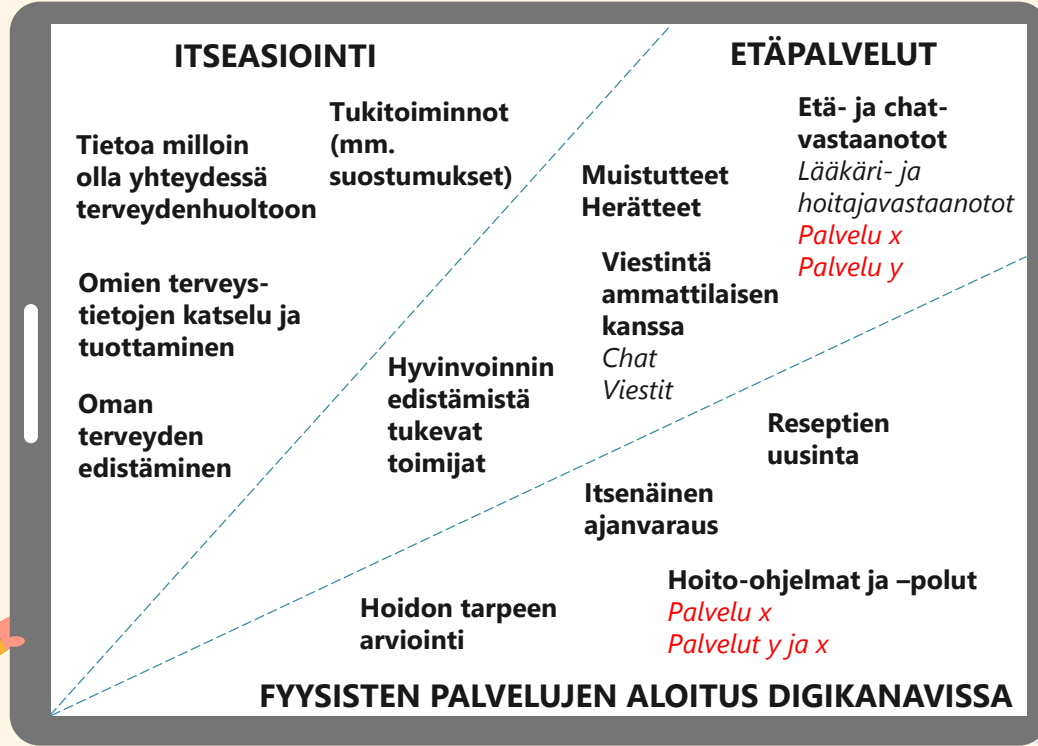 ITSEASIOINTI
Tietoa milloin
olla yhteydessä
terveydenhuoltoon
Tukitoiminnot
(mm.
suostumukset)
Omien terveys-
tietojen katselu ja
tuottaminen
Oman
terveyden
edistäminen
ETÄPALVELUT
Etä- ja chat-
vastaanotot
Lääkäri- ja
hoitajavastaanotot
Palvelu x
Palvelu y
Muistutteet
Herätteet
Viestintä
ammattilaisen
kanssa
Chat
Viestit
Hyvinvoinnin
edistämistä
tukevat
toimijat
Reseptien
uusinta
Itsenäinen
ajanvaraus
Hoito-ohjelmat ja –polut
Palvelu x
Palvelut y ja x
Hoidon tarpeen
arviointi
FYYSISTEN PALVELUJEN ALOITUS DIGIKANAVISSA